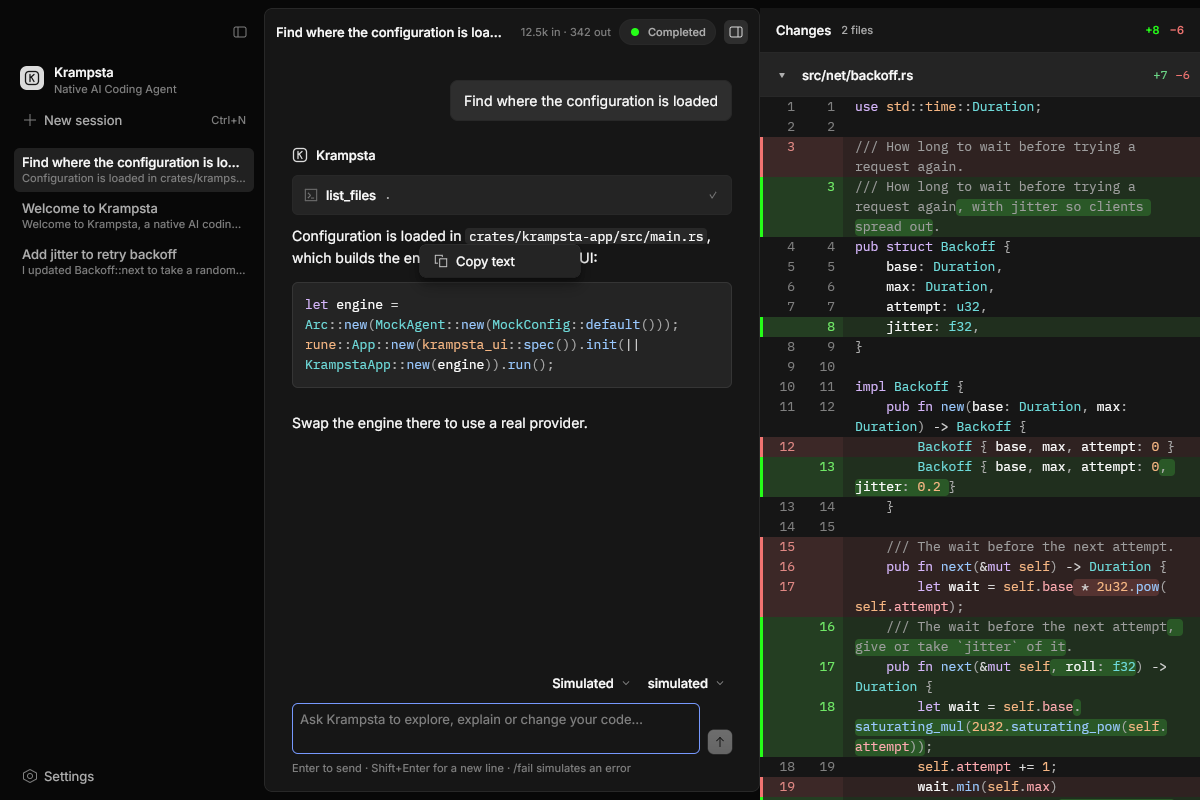 Krampsta
Native AI Coding Agent
New session Ctrl+N
Find where the configuration is lo...
Configuration is loaded in crates/kramps...
Welcome to Krampsta
Welcome to Krampsta, a native AI codin...
Add jitter to retry backoff
I updated Backoff::next to take a random...
Settings
Find where the configuration is loa... 12.5k in · 342 out Completed
Find where the configuration is loaded
Krampsta
list_files .
Configuration is loaded in crates/krampsta-app/src/main.rs,
which builds the en UI:
Copy text
let engine =
Arc::new(MockAgent::new(MockConfig::default()));
rune::App::new(krampsta_ui::spec()).init(||
KrampstaApp::new(engine)).run();
Swap the engine there to use a real provider.
Simulated simulated
Ask Krampsta to explore, explain or change your code...
Enter to send · Shift+Enter for a new line · /fail simulates an error
Changes 2 files +8 −6
src/net/backoff.rs +7 −6
1 1 use std::time::Duration;
2 2
3 /// How long to wait before trying a
request again.
3 /// How long to wait before trying a
request again, with jitter so clients
spread out.
4 4 pub struct Backoff {
5 5 base: Duration,
6 6 max: Duration,
7 7 attempt: u32,
8 jitter: f32,
8 9 }
9 10
10 11 impl Backoff {
11 12 pub fn new(base: Duration, max:
Duration) -> Backoff {
12 Backoff { base, max, attempt: 0 }
13 Backoff { base, max, attempt: 0,
jitter: 0.2 }
13 14 }
14 15
15 /// The wait before the next attempt.
16 pub fn next(&mut self) -> Duration {
17 let wait = self.base * 2u32.pow(
self.attempt);
16 /// The wait before the next attempt,
give or take `jitter` of it.
17 pub fn next(&mut self, roll: f32) ->
Duration {
18 let wait = self.base.
saturating_mul(2u32.saturating_pow(self.
attempt));
18 19 self.attempt += 1;
19 wait.min(self.max)